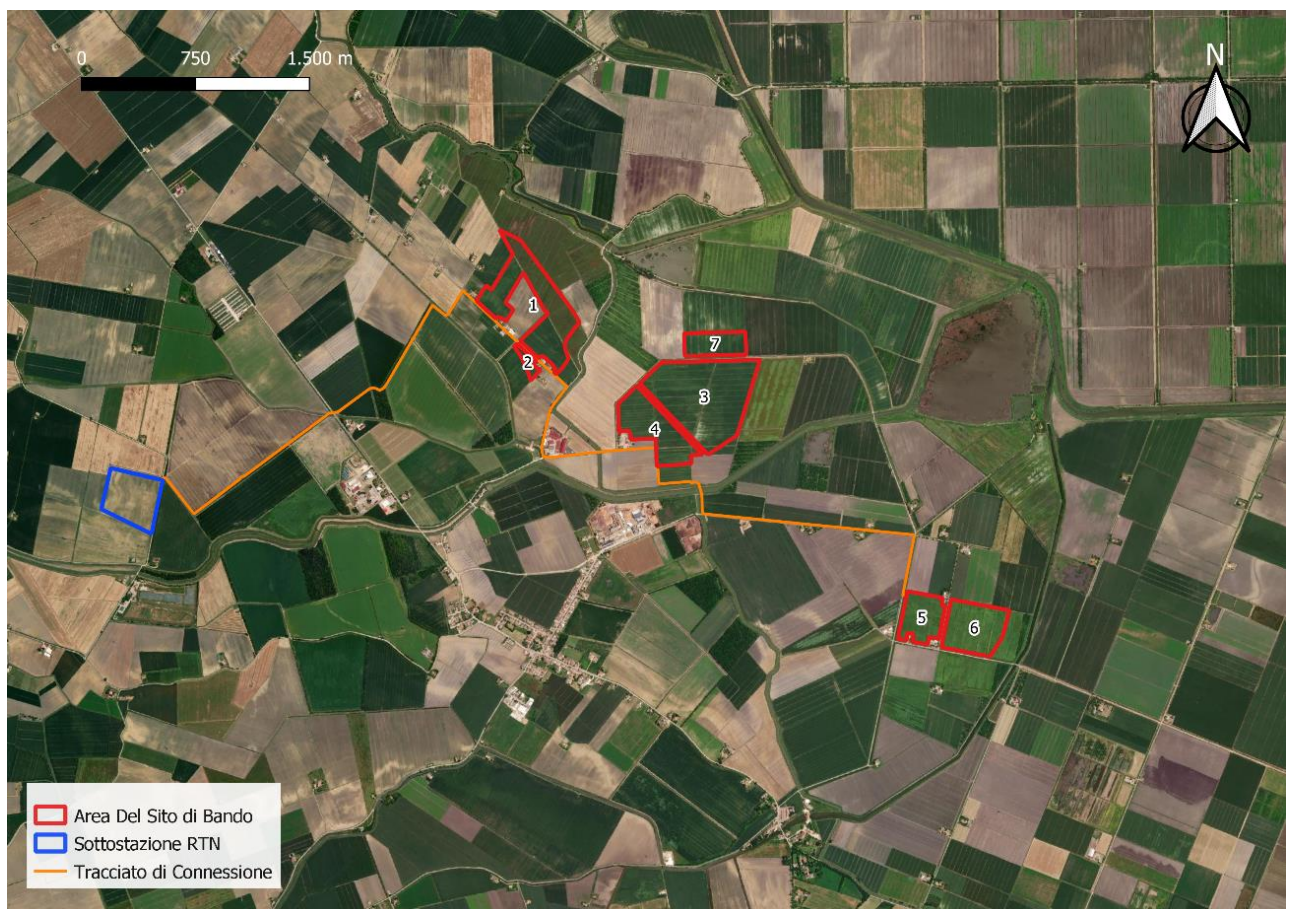 0 750 1.500 m
N
1
7
2
3
4
5
6
Area Del Sito di Bando
Sottostazione RTN
Tracciato di Connessione